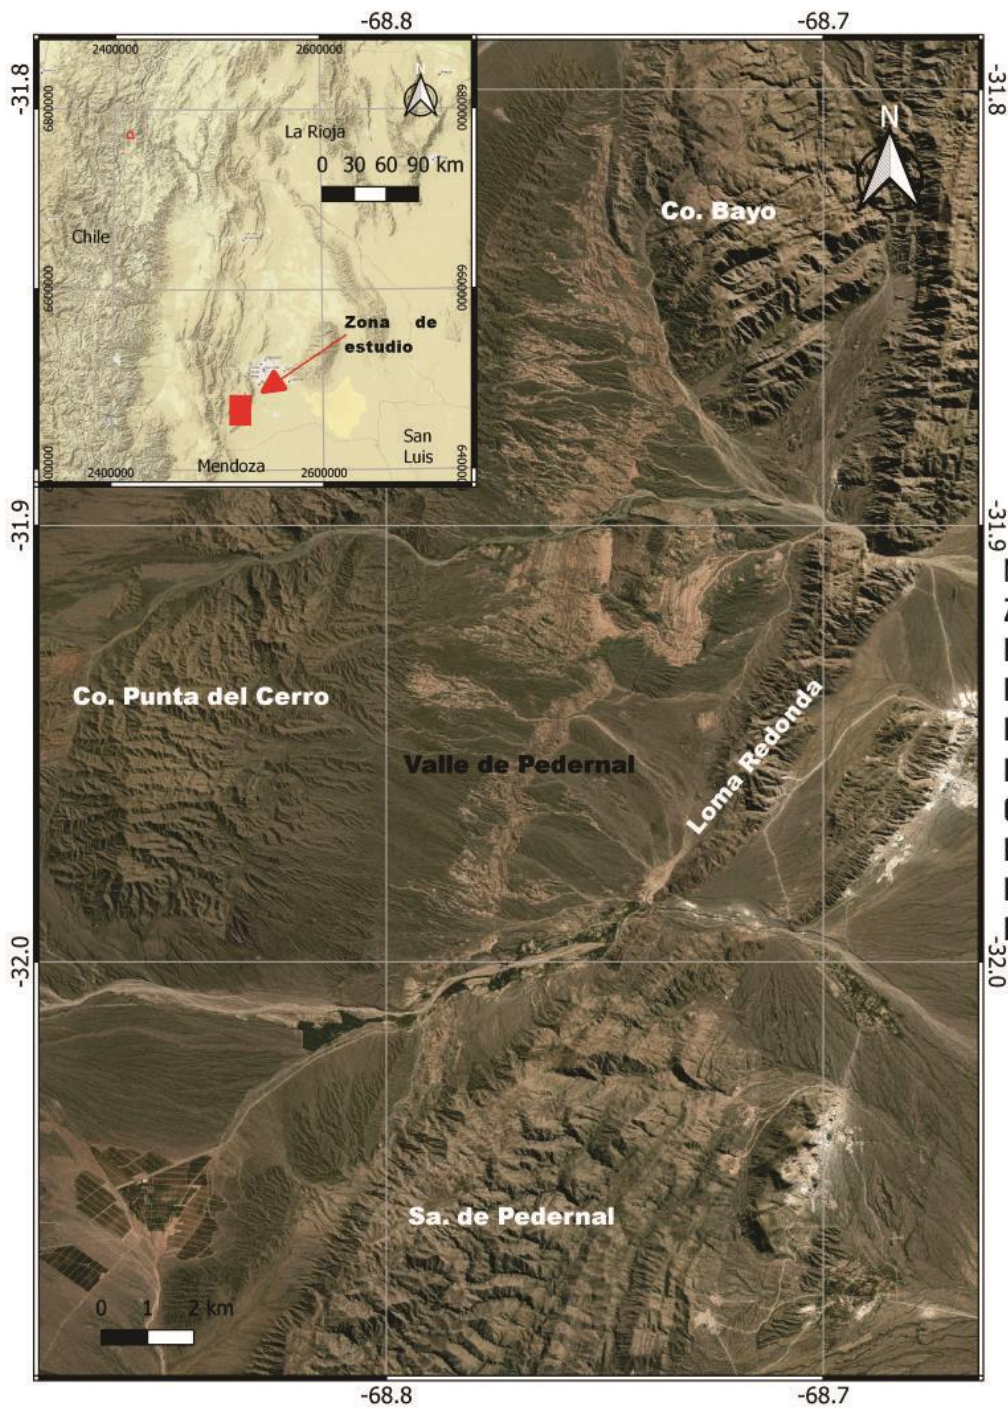 -68.8
-68.7
-31.8
-31.8
2400000
2600000
N
6800000
6800000
La Rioja
0 30 60 90 km
N
Co. Bayo
Chile
6600000
6600000
Zona de
estudio
San
Luis
Mendoza
2400000
2600000
6400000
-31.9
-31.9
Co. Punta del Cerro
Loma Redonda
Valle de Pedernal
-32.0
-32.0
Sa. de Pedernal
0 1 2 km
-68.8
-68.7